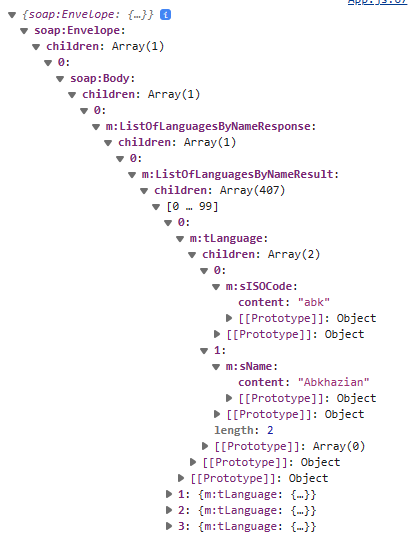 App.js:67
▼ {soap:Envelope: {…}} i
▼ soap:Envelope:
▼ children: Array(1)
▼ 0:
▼ soap:Body:
▼ children: Array(1)
▼ 0:
▼ m:ListOfLanguagesByNameResponse:
▼ children: Array(1)
▼ 0:
▼ m:ListOfLanguagesByNameResult:
▼ children: Array(407)
▼ [0 … 99]
▼ 0:
▼ m:tLanguage:
▼ children: Array(2)
▼ 0:
▼ m:sISOCode:
content: "abk"
▶ [[Prototype]]: Object
▶ [[Prototype]]: Object
▼ 1:
▼ m:sName:
content: "Abkhazian"
▶ [[Prototype]]: Object
▶ [[Prototype]]: Object
length: 2
▶ [[Prototype]]: Array(0)
▶ [[Prototype]]: Object
▶ [[Prototype]]: Object
▶ 1: {m:tLanguage: {…}}
▶ 2: {m:tLanguage: {…}}
▶ 3: {m:tLanguage: {…}}